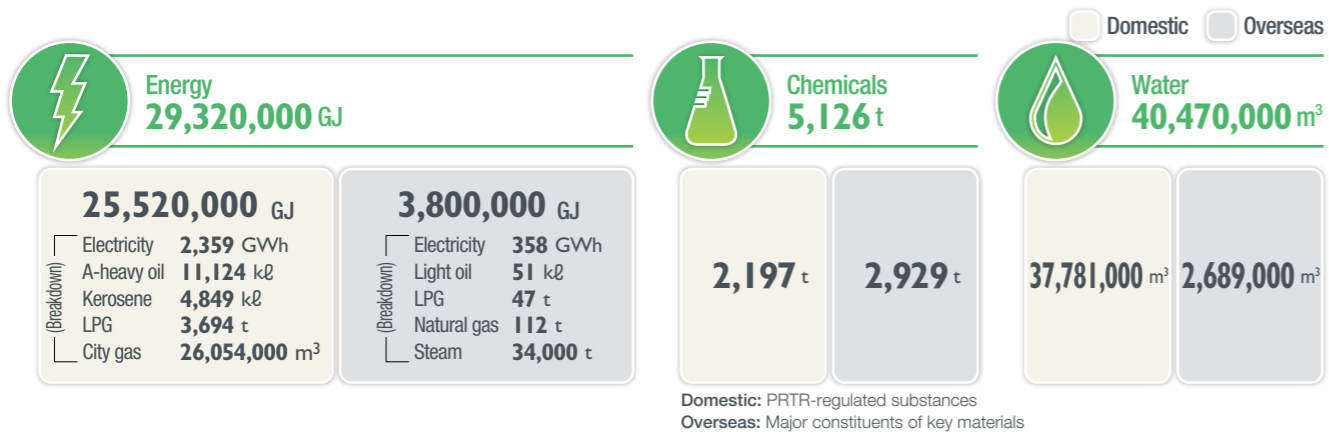 Domestic Overseas
Energy
29,320,000 GJ
25,520,000 GJ
(Breakdown)
Electricity 2,359 GWh
A-heavy oil 11,124 kℓ
Kerosene 4,849 kℓ
LPG 3,694 t
City gas 26,054,000 m³
3,800,000 GJ
(Breakdown)
Electricity 358 GWh
Light oil 51 kℓ
LPG 47 t
Natural gas 112 t
Steam 34,000 t
Chemicals
5,126 t
2,197 t
2,929 t
Domestic: PRTR-regulated substances
Overseas: Major constituents of key materials
Water
40,470,000 m³
37,781,000 m³
2,689,000 m³